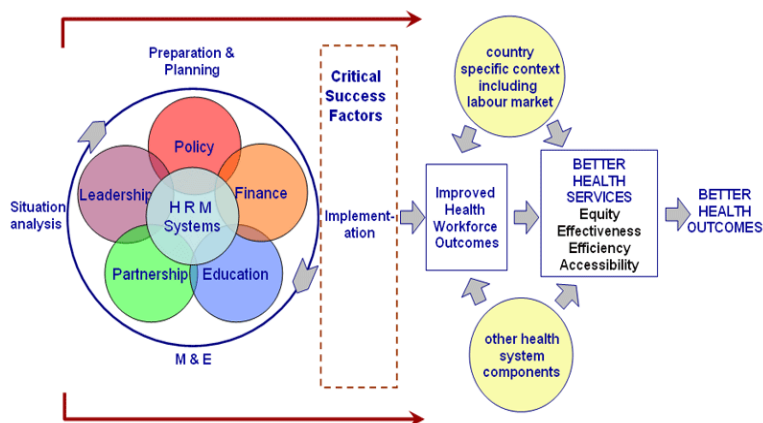 Preparation &
Planning
Policy
Leadership
Finance
H R M
Systems
Partnership
Education
Situation
analysis
M & E
Critical
Success
Factors
Implement-
ation
country
specific context
including
labour market
Improved
Health
Workforce
Outcomes
BETTER
HEALTH
SERVICES
Equity
Effectiveness
Efficiency
Accessibility
BETTER
HEALTH
OUTCOMES
other health
system
components